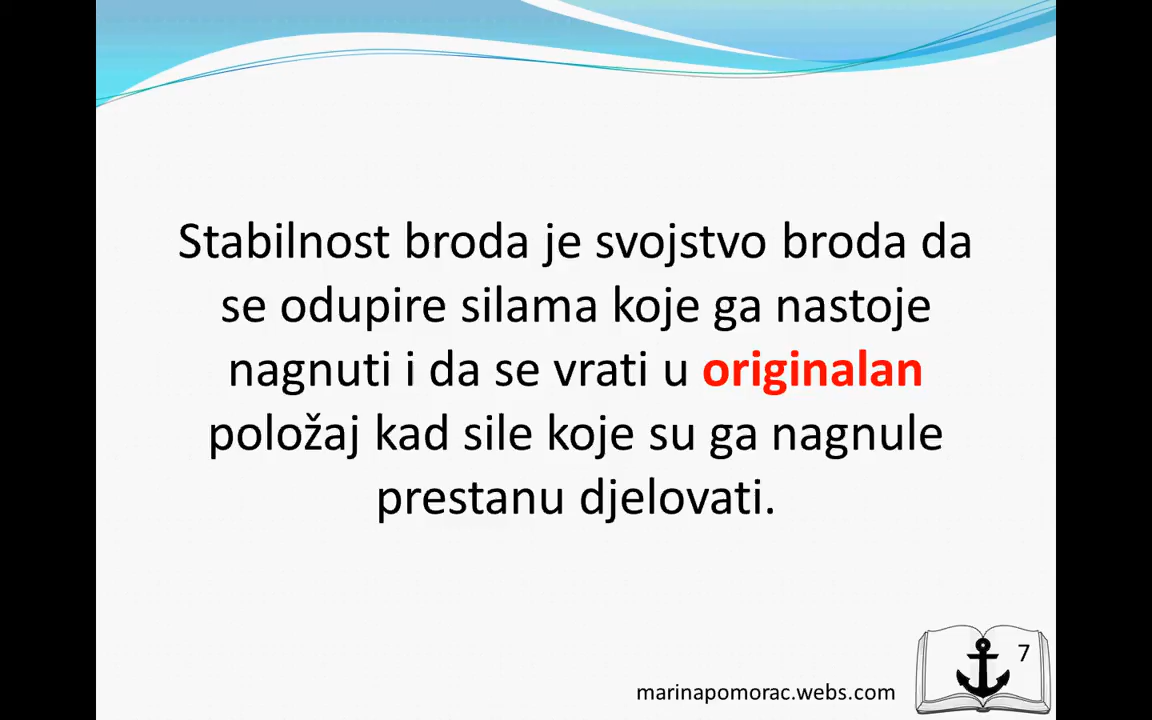 Stabilnost broda je svojstvo broda da
se odupire silama koje ga nastoje
nagnuti i da se vrati u originalan
položaj kad sile koje su ga nagnule
prestanu djelovati.
7
marinapomorac.webs.com